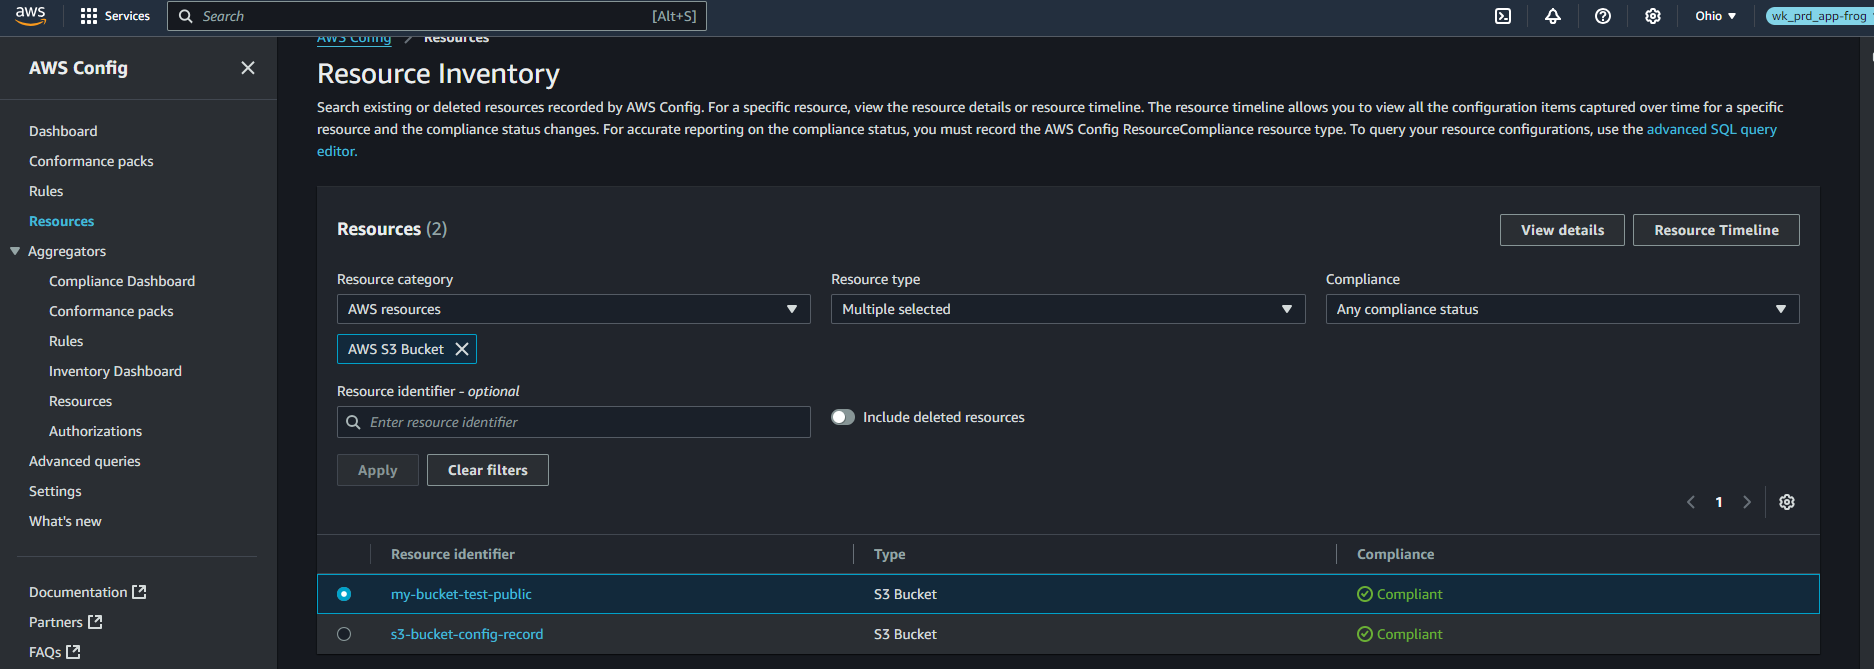 aws
Services
Search [Alt+S]
Ohio
wk_prd_app-frog
AWS Config
AWS Config Resources
Resource Inventory
Search existing or deleted resources recorded by AWS Config. For a specific resource, view the resource details or resource timeline. The resource timeline allows you to view all the configuration items captured over time for a specific
resource and the compliance status changes. For accurate reporting on the compliance status, you must record the AWS Config ResourceCompliance resource type. To query your resource configurations, use the advanced SQL query
editor.
Dashboard
Conformance packs
Rules
Resources
Aggregators
Compliance Dashboard
Conformance packs
Rules
Inventory Dashboard
Resources
Authorizations
Advanced queries
Settings
What's new
Documentation
Partners
FAQs
Resources (2)
View details
Resource Timeline
Resource category
AWS resources
Resource type
Multiple selected
Compliance
Any compliance status
AWS S3 Bucket
Resource identifier - optional
Enter resource identifier
Include deleted resources
Apply
Clear filters
1
Resource identifier Type Compliance
my-bucket-test-public S3 Bucket Compliant
s3-bucket-config-record S3 Bucket Compliant